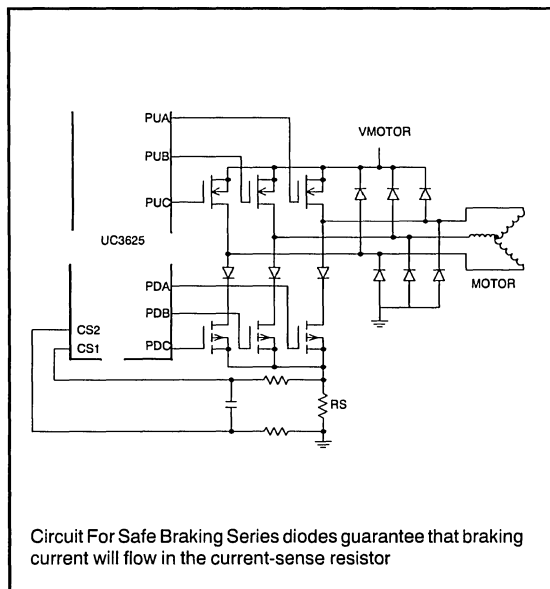 PUA
VMOTOR
PUB
PUC
UC3625
PDA
MOTOR
PDB
CS2
CS1
PDC
RS
Circuit For Safe Braking Series diodes guarantee that braking
current will flow in the current-sense resistor